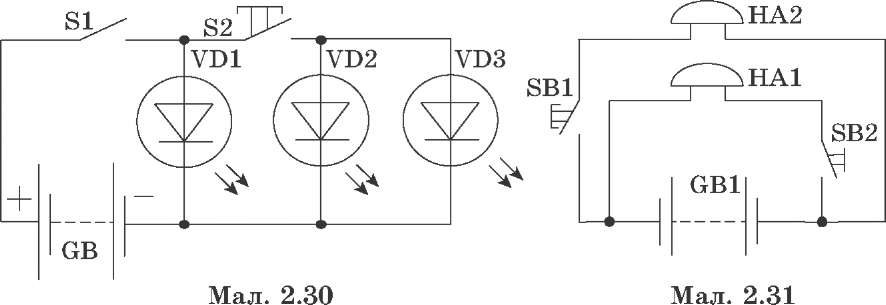 S1
S2
VD1
VD2
VD3
+
−
GB
Мал. 2.30
HA2
HA1
SB1
SB2
GB1
Мал. 2.31